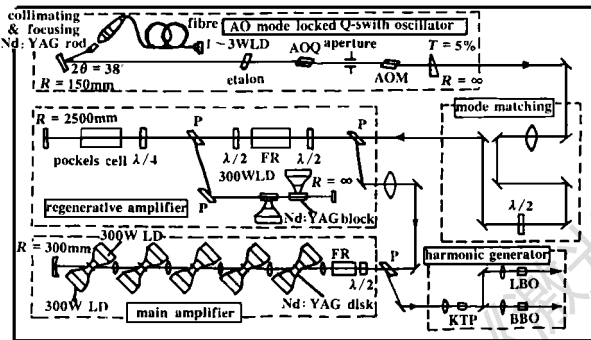 collimating
& focusing
Nd: YAG rod
fibre
1~3WLD
AO mode locked Q-swith oscillator
2θ = 38′
R = 150mm
etalon
AOQ
aperture
AOM
T = 5%
R = ∞
mode matching
λ/2
R = 2500mm
pockels cell
λ/4
P
λ/2
FR
λ/2
P
300WLD
P
R = ∞
Nd: YAG block
regenerative amplifier
R = 300mm
300W LD
300W LD
FR
λ/2
P
Nd: YAG disk
main amplifier
harmonic generator
KTP
LBO
BBO